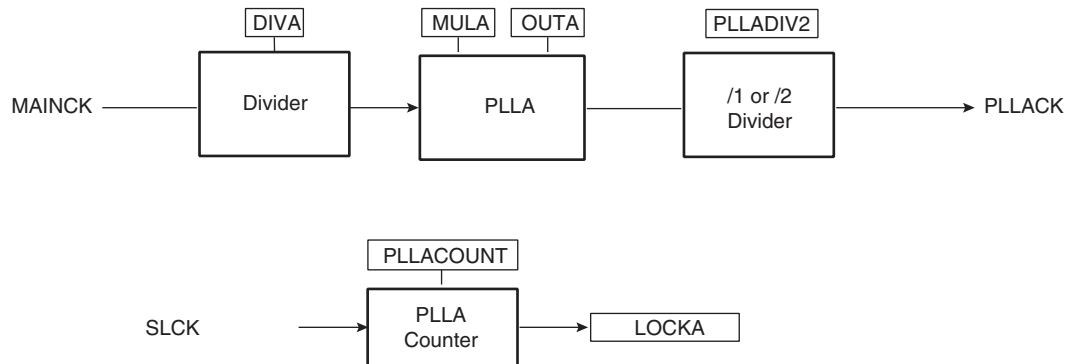 DIVA
MULA
OUTA
PLLADIV2
MAINCK
Divider
PLLA
/1 or /2
Divider
PLLACK
PLLACOUNT
SLCK
PLLA
Counter
LOCKA